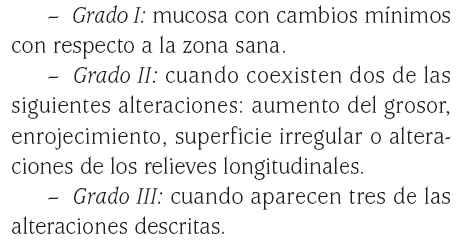 – Grado I: mucosa con cambios mínimos
con respecto a la zona sana.
– Grado II: cuando coexisten dos de las
siguientes alteraciones: aumento del grosor,
enrojecimiento, superficie irregular o altera-
ciones de los relieves longitudinales.
– Grado III: cuando aparecen tres de las
alteraciones descritas.